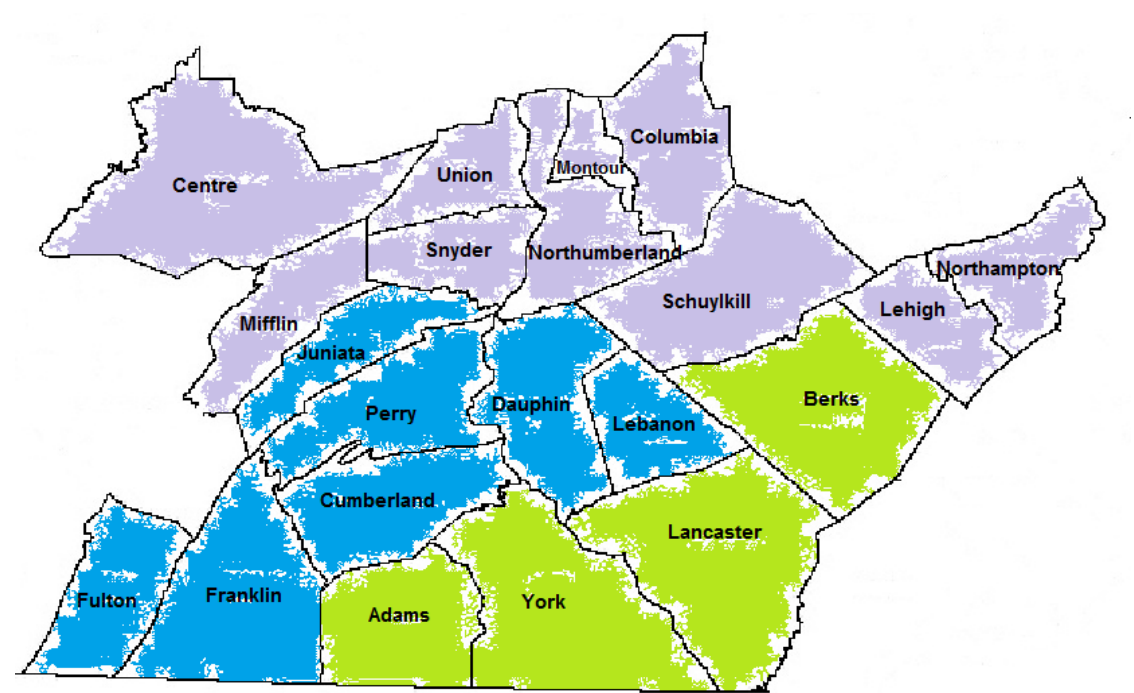 Columbia
Montour
Union
Centre
Snyder
Northumberland
Northampton
Schuylkill
Lehigh
Mifflin
Juniata
Berks
Dauphin
Perry
Lebanon
Cumberland
Lancaster
Fulton
Franklin
York
Adams